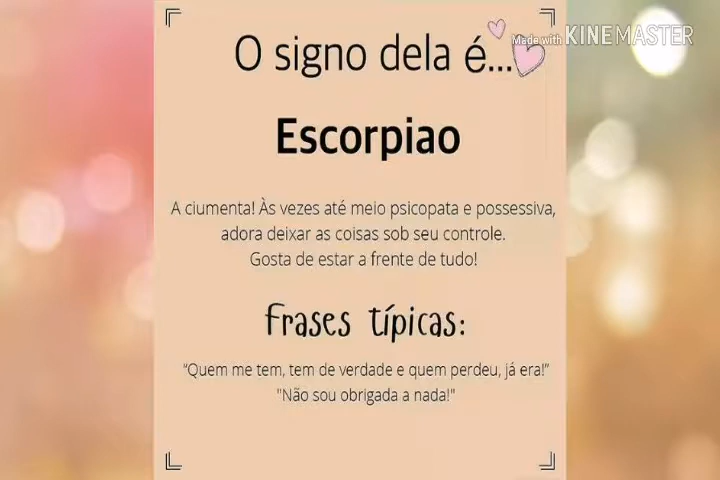 Made with KINEMASTER
O signo dela é...
Escorpiao
A ciumenta! Às vezes até meio psicopata e possessiva,
adora deixar as coisas sob seu controle.
Gosta de estar a frente de tudo!
Frases típicas:
“Quem me tem, tem de verdade e quem perdeu, já era!”
"Não sou obrigada a nada!"